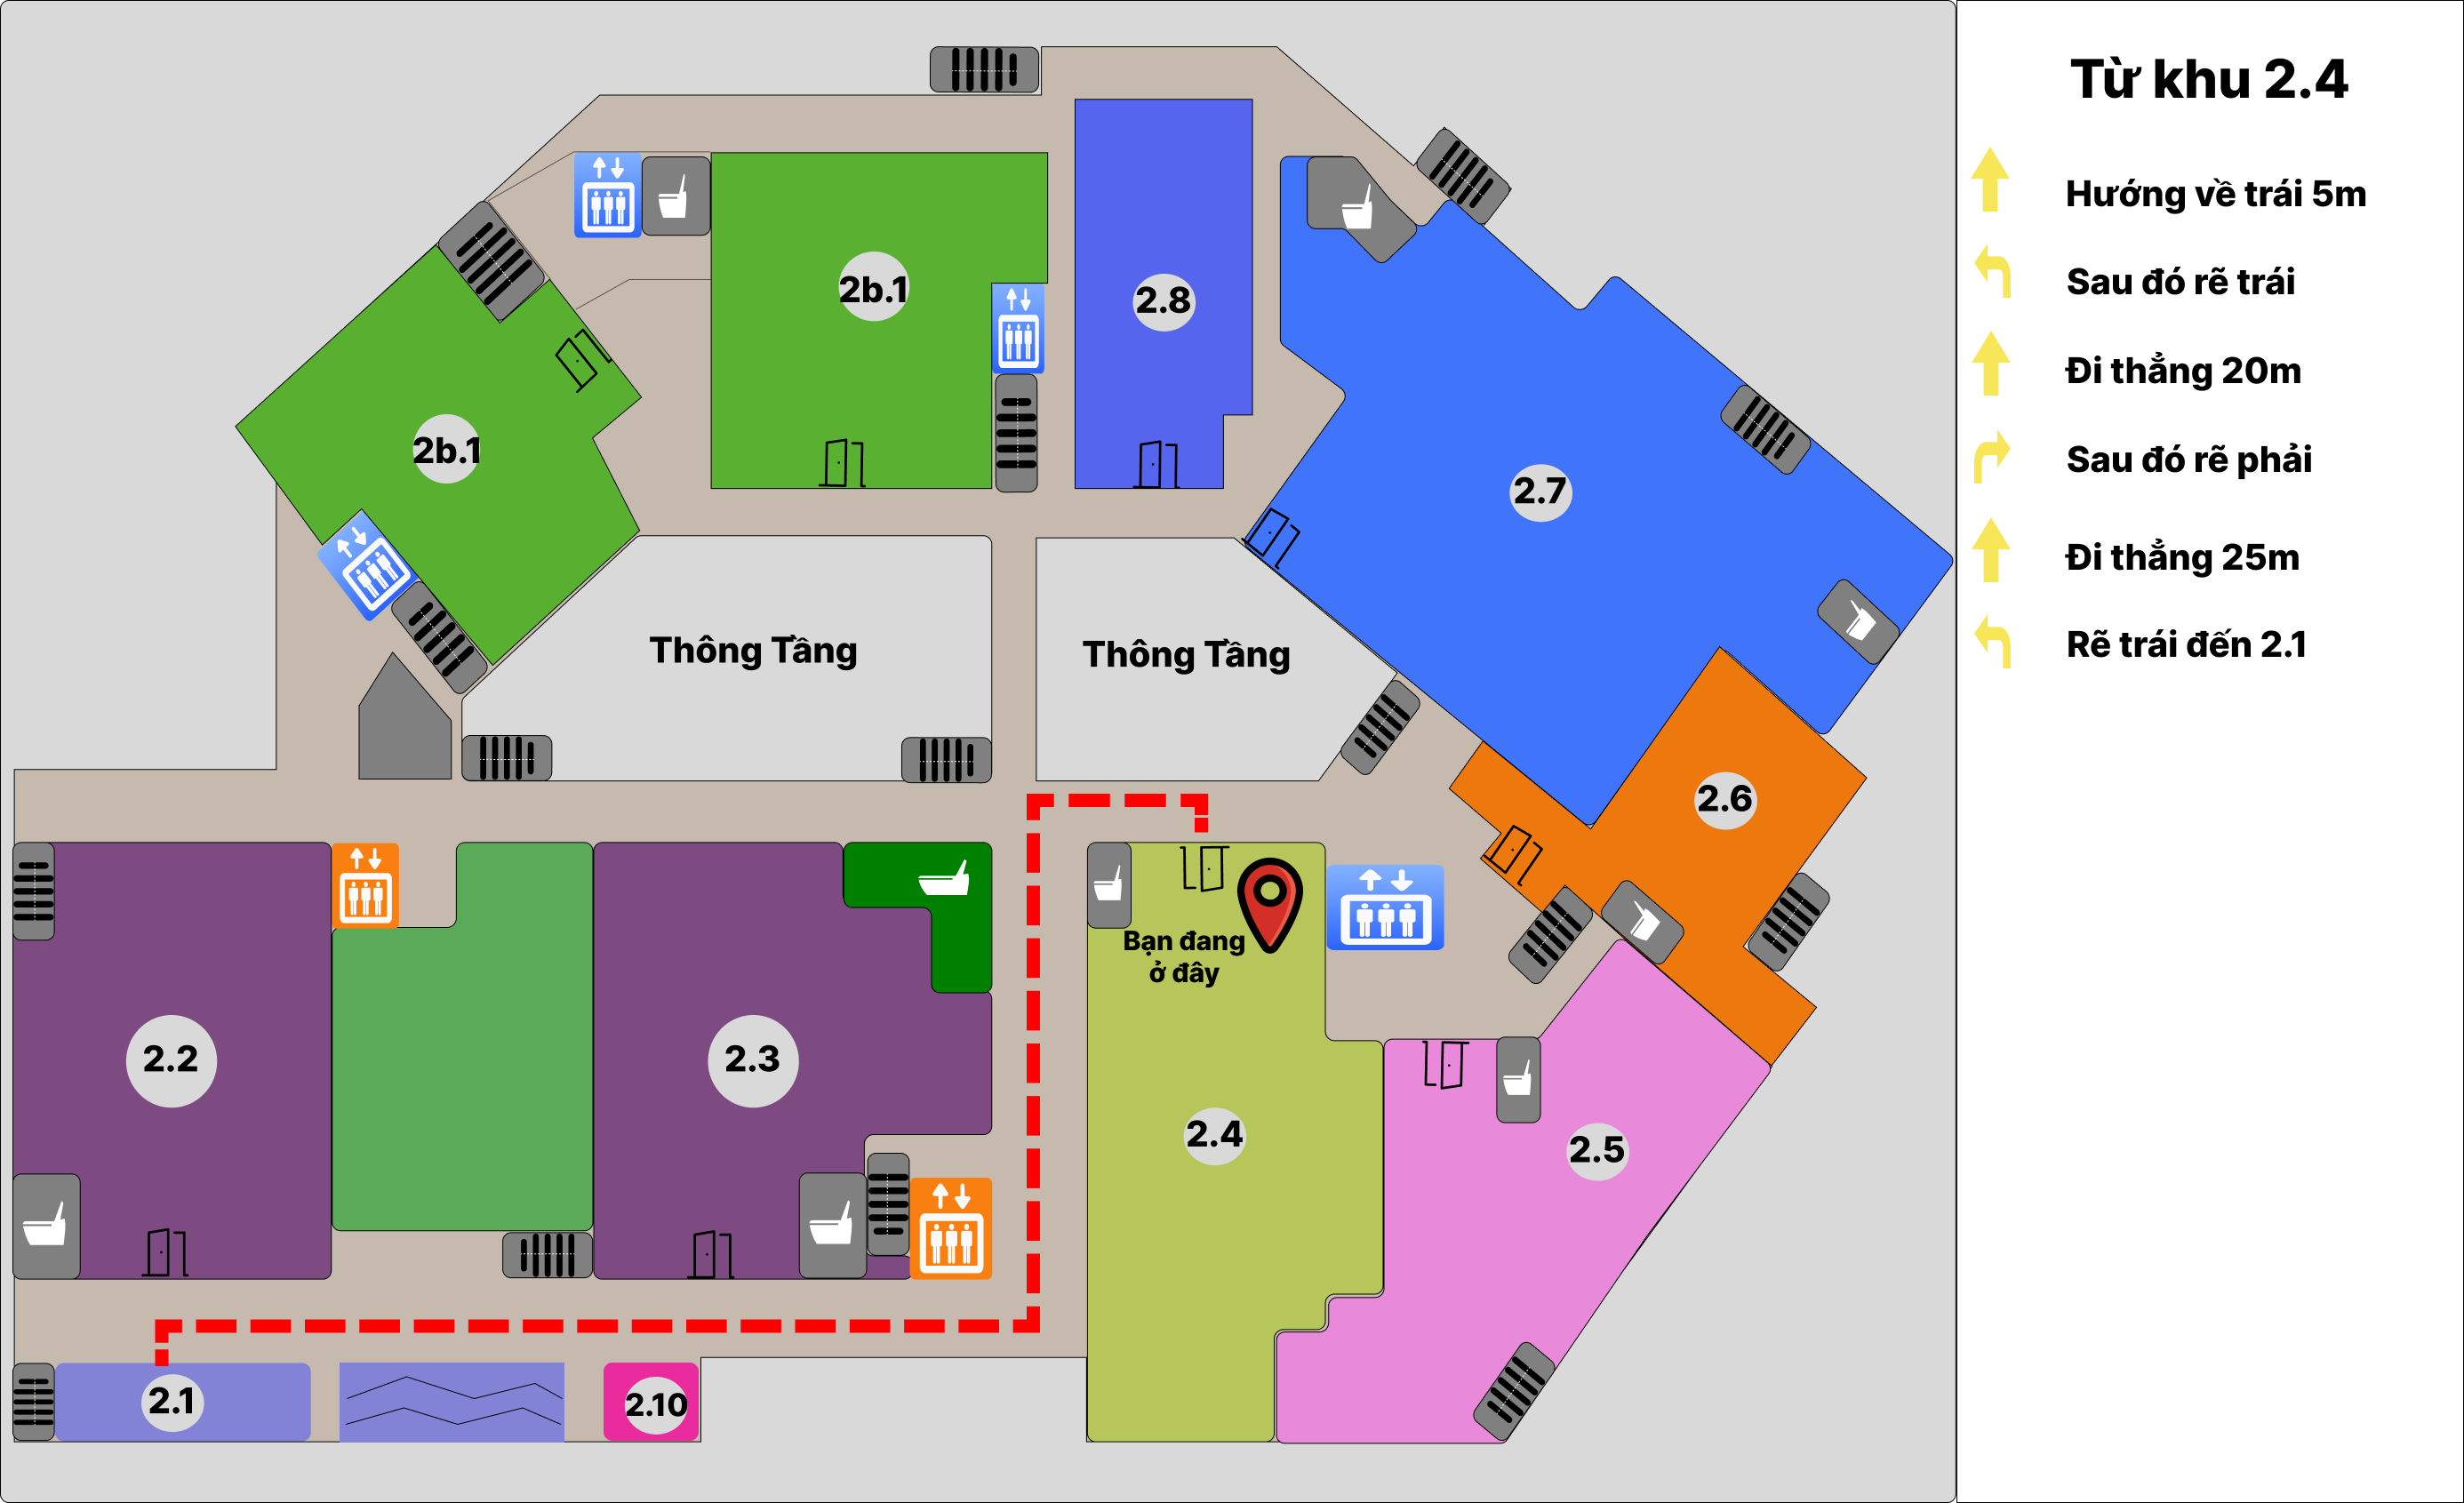 Từ khu 2.4
Hướng về trái 5m
Sau đó rẽ trái
Đi thẳng 20m
Sau đó rẽ phải
Đi thẳng 25m
Rẽ trái đến 2.1
2b.1
2.8
2b.1
2.7
Thông Tầng
Thông Tầng
2.6
Bạn đang
ở đây
2.2
2.3
2.4
2.5
2.1
2.10